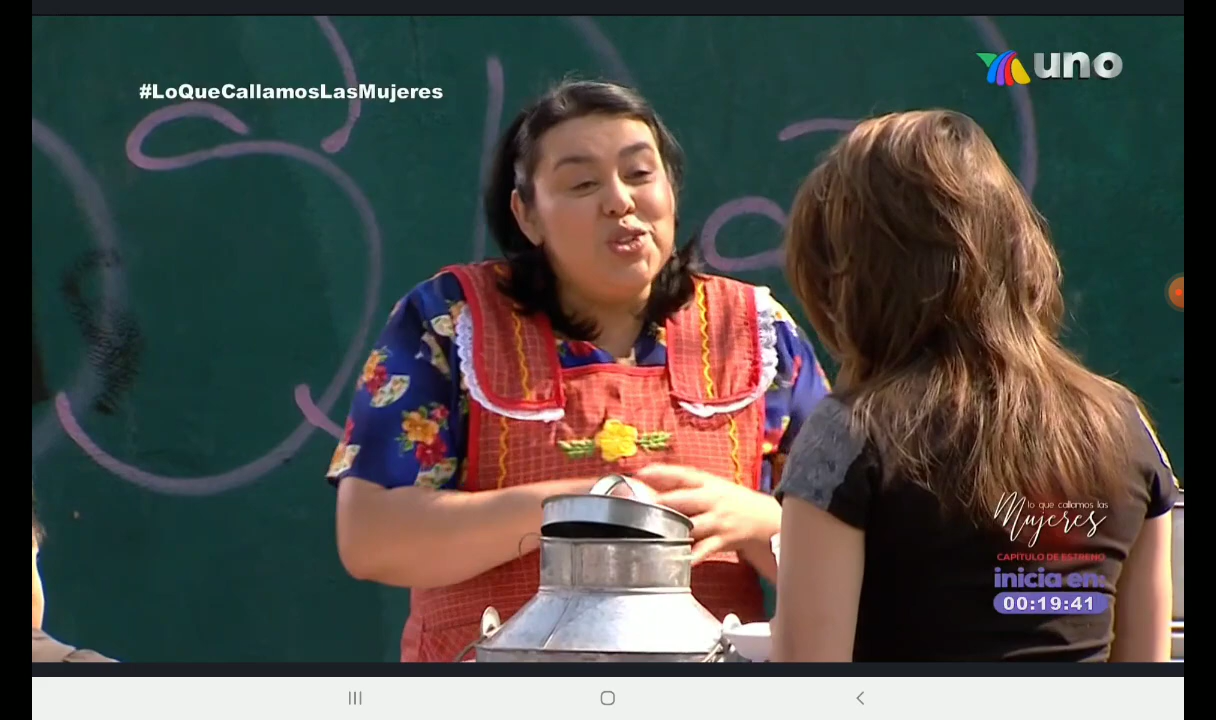 #LoQueCallamosLasMujeres
uno
lo que callamos las
Mujeres
CAPÍTULO DE ESTRENO
inicia en:
00:19:41